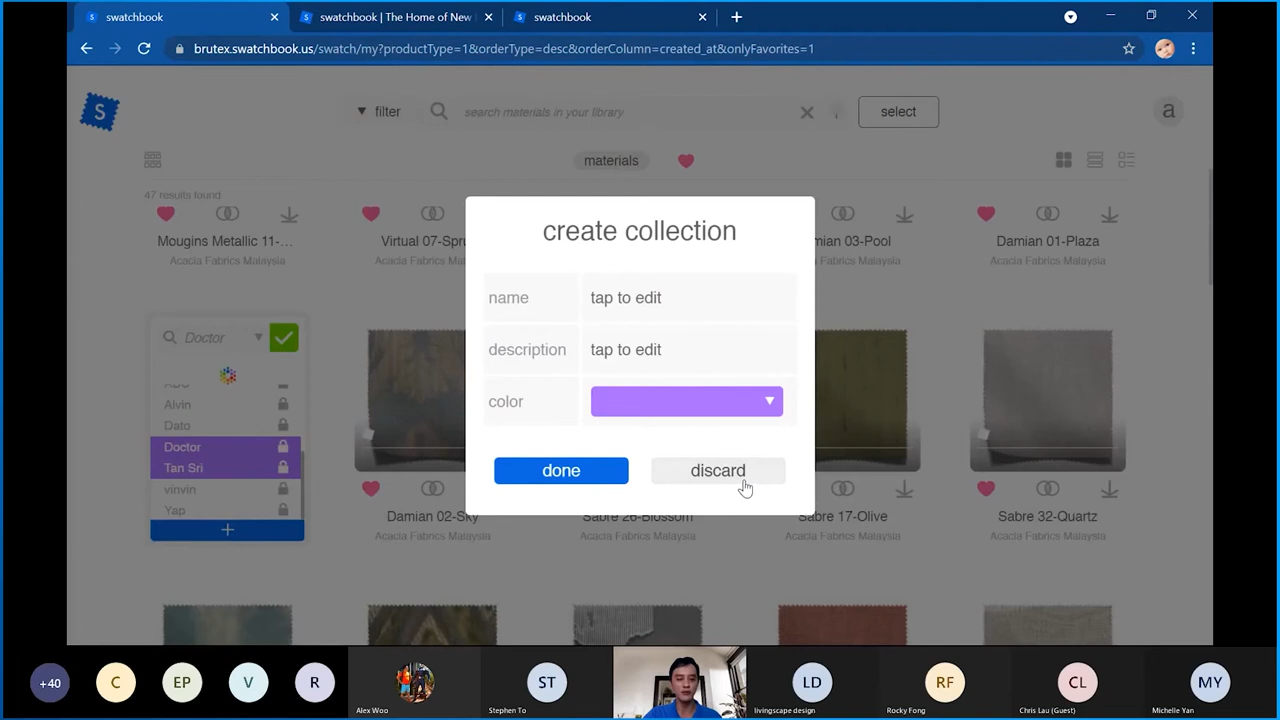 swatchbook
swatchbook | The Home of New
swatchbook
brutex.swatchbook.us/swatch/my?productType=1&orderType=desc&orderColumn=created_at&onlyFavorites=1
S
filter
search materials in your library
select
a
materials
47 results found
Mougins Metallic 11-...
Acacia Fabrics Malaysia
Virtual 07-Spru
Acacia Fabrics
mian 03-Pool
Fabrics Malaysia
Damian 01-Plaza
Acacia Fabrics Malaysia
create collection
name
tap to edit
description
tap to edit
color
done
discard
Doctor
Alvin
Dato
Doctor
Tan Sri
vinvin
Yap
+
Damian 02-Sky
Acacia Fabrics Malaysia
Sabre 26-Blossom
Acacia Fabrics Malaysia
Sabre 17-Olive
Acacia Fabrics Malaysia
Sabre 32-Quartz
Acacia Fabrics Malaysia
+40
C
EP
V
R
Alex Woo
ST
Stephen To
LD
livingscape design
RF
Rocky Fong
CL
Chris Lau (Guest)
MY
Michelle Yan